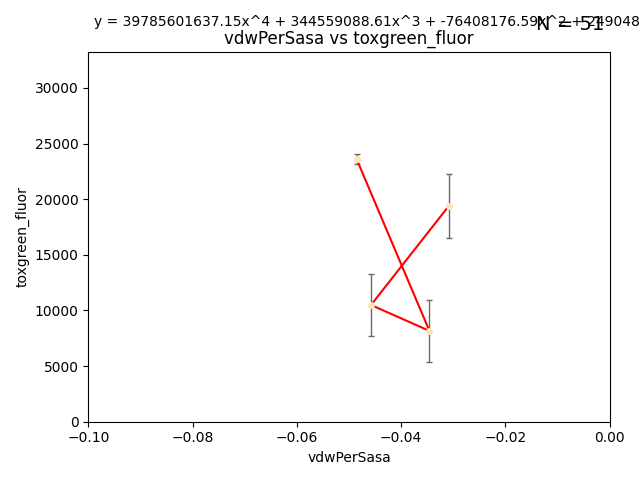 y = 39785601637.15x^4 + 344559088.61x^3 + -76408176.59x^2 +
N = 51
vdwPerSasa vs toxgreen_fluor
30000
25000
20000
15000
10000
5000
0
toxgreen_fluor
−0.10 −0.08 −0.06 −0.04 −0.02 0.00
vdwPerSasa